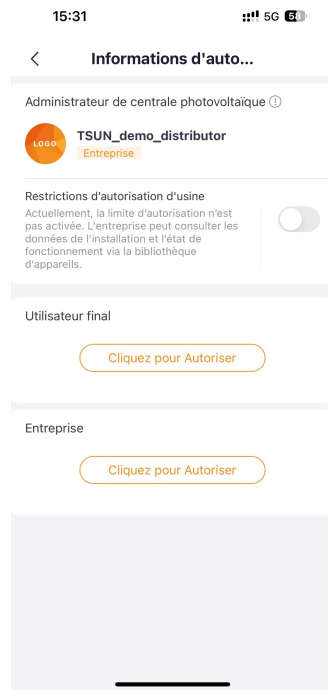 15:31
5G 58
Informations d'auto...
Administrateur de centrale photovoltaïque
LOGO
TSUN_demo_distributor
Entreprise
Restrictions d'autorisation d'usine
Actuellement, la limite d'autorisation n'est
pas activée. L'entreprise peut consulter les
données de l'installation et l'état de
fonctionnement via la bibliothèque
d'appareils.
Utilisateur final
Cliquez pour Autoriser
Entreprise
Cliquez pour Autoriser